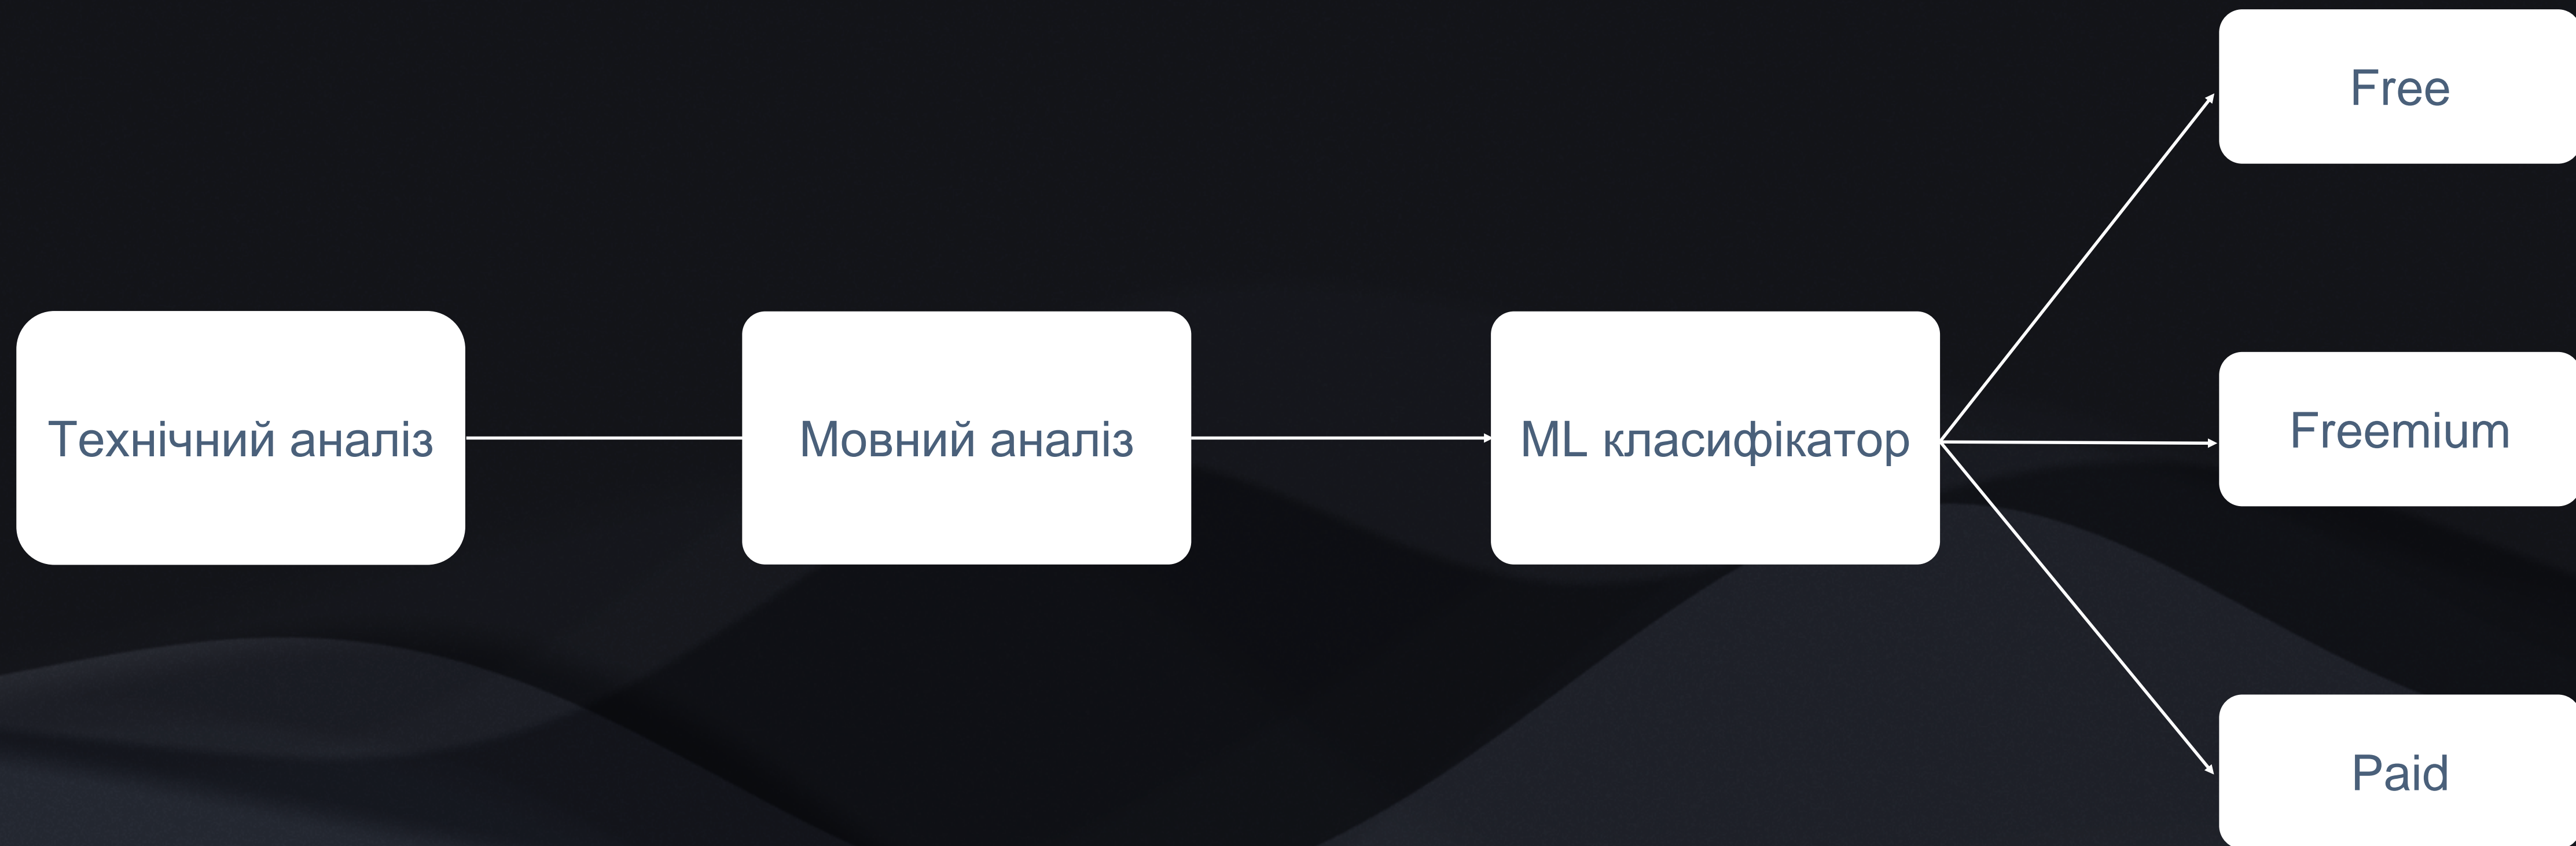 Технічний аналіз
Мовний аналіз
ML класифікатор
Free
Freemium
Paid